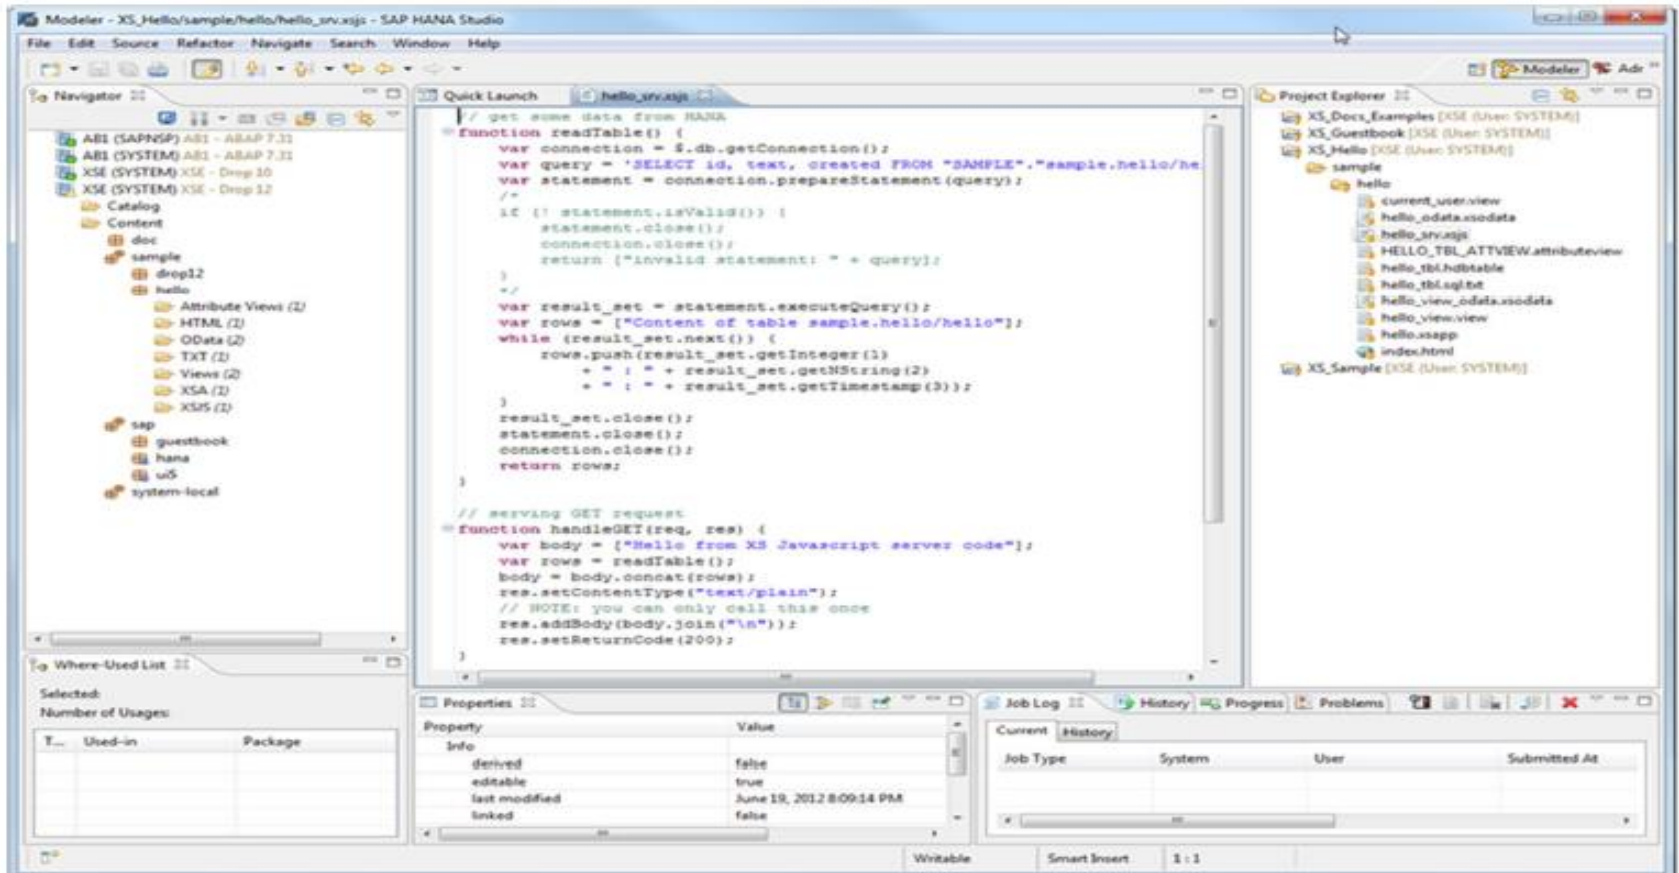 Modeler - XS_Hello/sample/hello/hello_srv.xsjs - SAP HANA Studio
File Edit Source Refactor Navigate Search Window Help
Modeler Adr
Navigator
AB1 (SAPNSP) AB1 - ABAP 7.31
AB1 (SYSTEM) AB1 - ABAP 7.31
XSE (SYSTEM) XSE - Drop 10
XSE (SYSTEM) XSE - Drop 12
Catalog
Content
doc
sample
drop12
hello
Attribute Views (1)
HTML (1)
OData (2)
TXT (1)
Views (2)
XSA (1)
XSJS (1)
sap
guestbook
hana
ui5
system-local
Quick Launch hello_srv.xsjs
// get some data from HANA
function readTable() {
var connection = $.db.getConnection();
var query = 'SELECT id, text, created FROM "SAMPLE"."sample.hello/he
var statement = connection.prepareStatement(query);
/*
if (! statement.isValid()) {
statement.close();
connection.close();
return ["invalid statement: " + query];
}
*/
var result_set = statement.executeQuery();
var rows = ["Content of table sample.hello/hello"];
while (result_set.next()) {
rows.push(result_set.getInteger(1)
+ " : " + result_set.getNString(2)
+ " : " + result_set.getTimestamp(3));
}
result_set.close();
statement.close();
connection.close();
return rows;
}
// serving GET request
function handleGET(req, res) {
var body = ["Hello from XS Javascript server code"];
var rows = readTable();
body = body.concat(rows);
res.setContentType("text/plain");
// NOTE: you can only call this once
res.addBody(body.join("\n"));
res.setReturnCode(200);
}
Project Explorer
XS_Docs_Examples [XSE (User: SYSTEM)]
XS_Guestbook [XSE (User: SYSTEM)]
XS_Hello [XSE (User: SYSTEM)]
sample
hello
current_user.view
hello_odata.xsodata
hello_srv.xsjs
HELLO_TBL_ATTVIEW.attributeview
hello_tbl.hdbtable
hello_tbl.sql.txt
hello_view_odata.xsodata
hello_view.view
hello.xsapp
index.html
XS_Sample [XSE (User: SYSTEM)]
Where-Used List
Selected:
Number of Usages:
T... Used-in Package
Properties
Property Value
Info
derived false
editable true
last modified June 19, 2012 8:09:14 PM
linked false
Job Log History Progress Problems
Current History
Job Type System User Submitted At
Writable Smart Insert 1 : 1